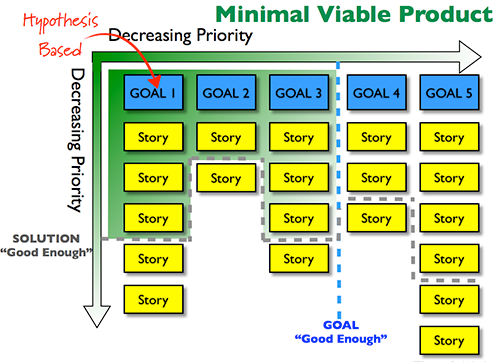 Minimal Viable Product
Hypothesis
Based
Decreasing Priority
Decreasing Priority
GOAL 1 GOAL 2 GOAL 3 GOAL 4 GOAL 5
Story Story Story Story Story
Story Story Story Story Story
Story Story Story Story
SOLUTION
"Good Enough"
Story Story Story
Story Story
GOAL
"Good Enough"
Story